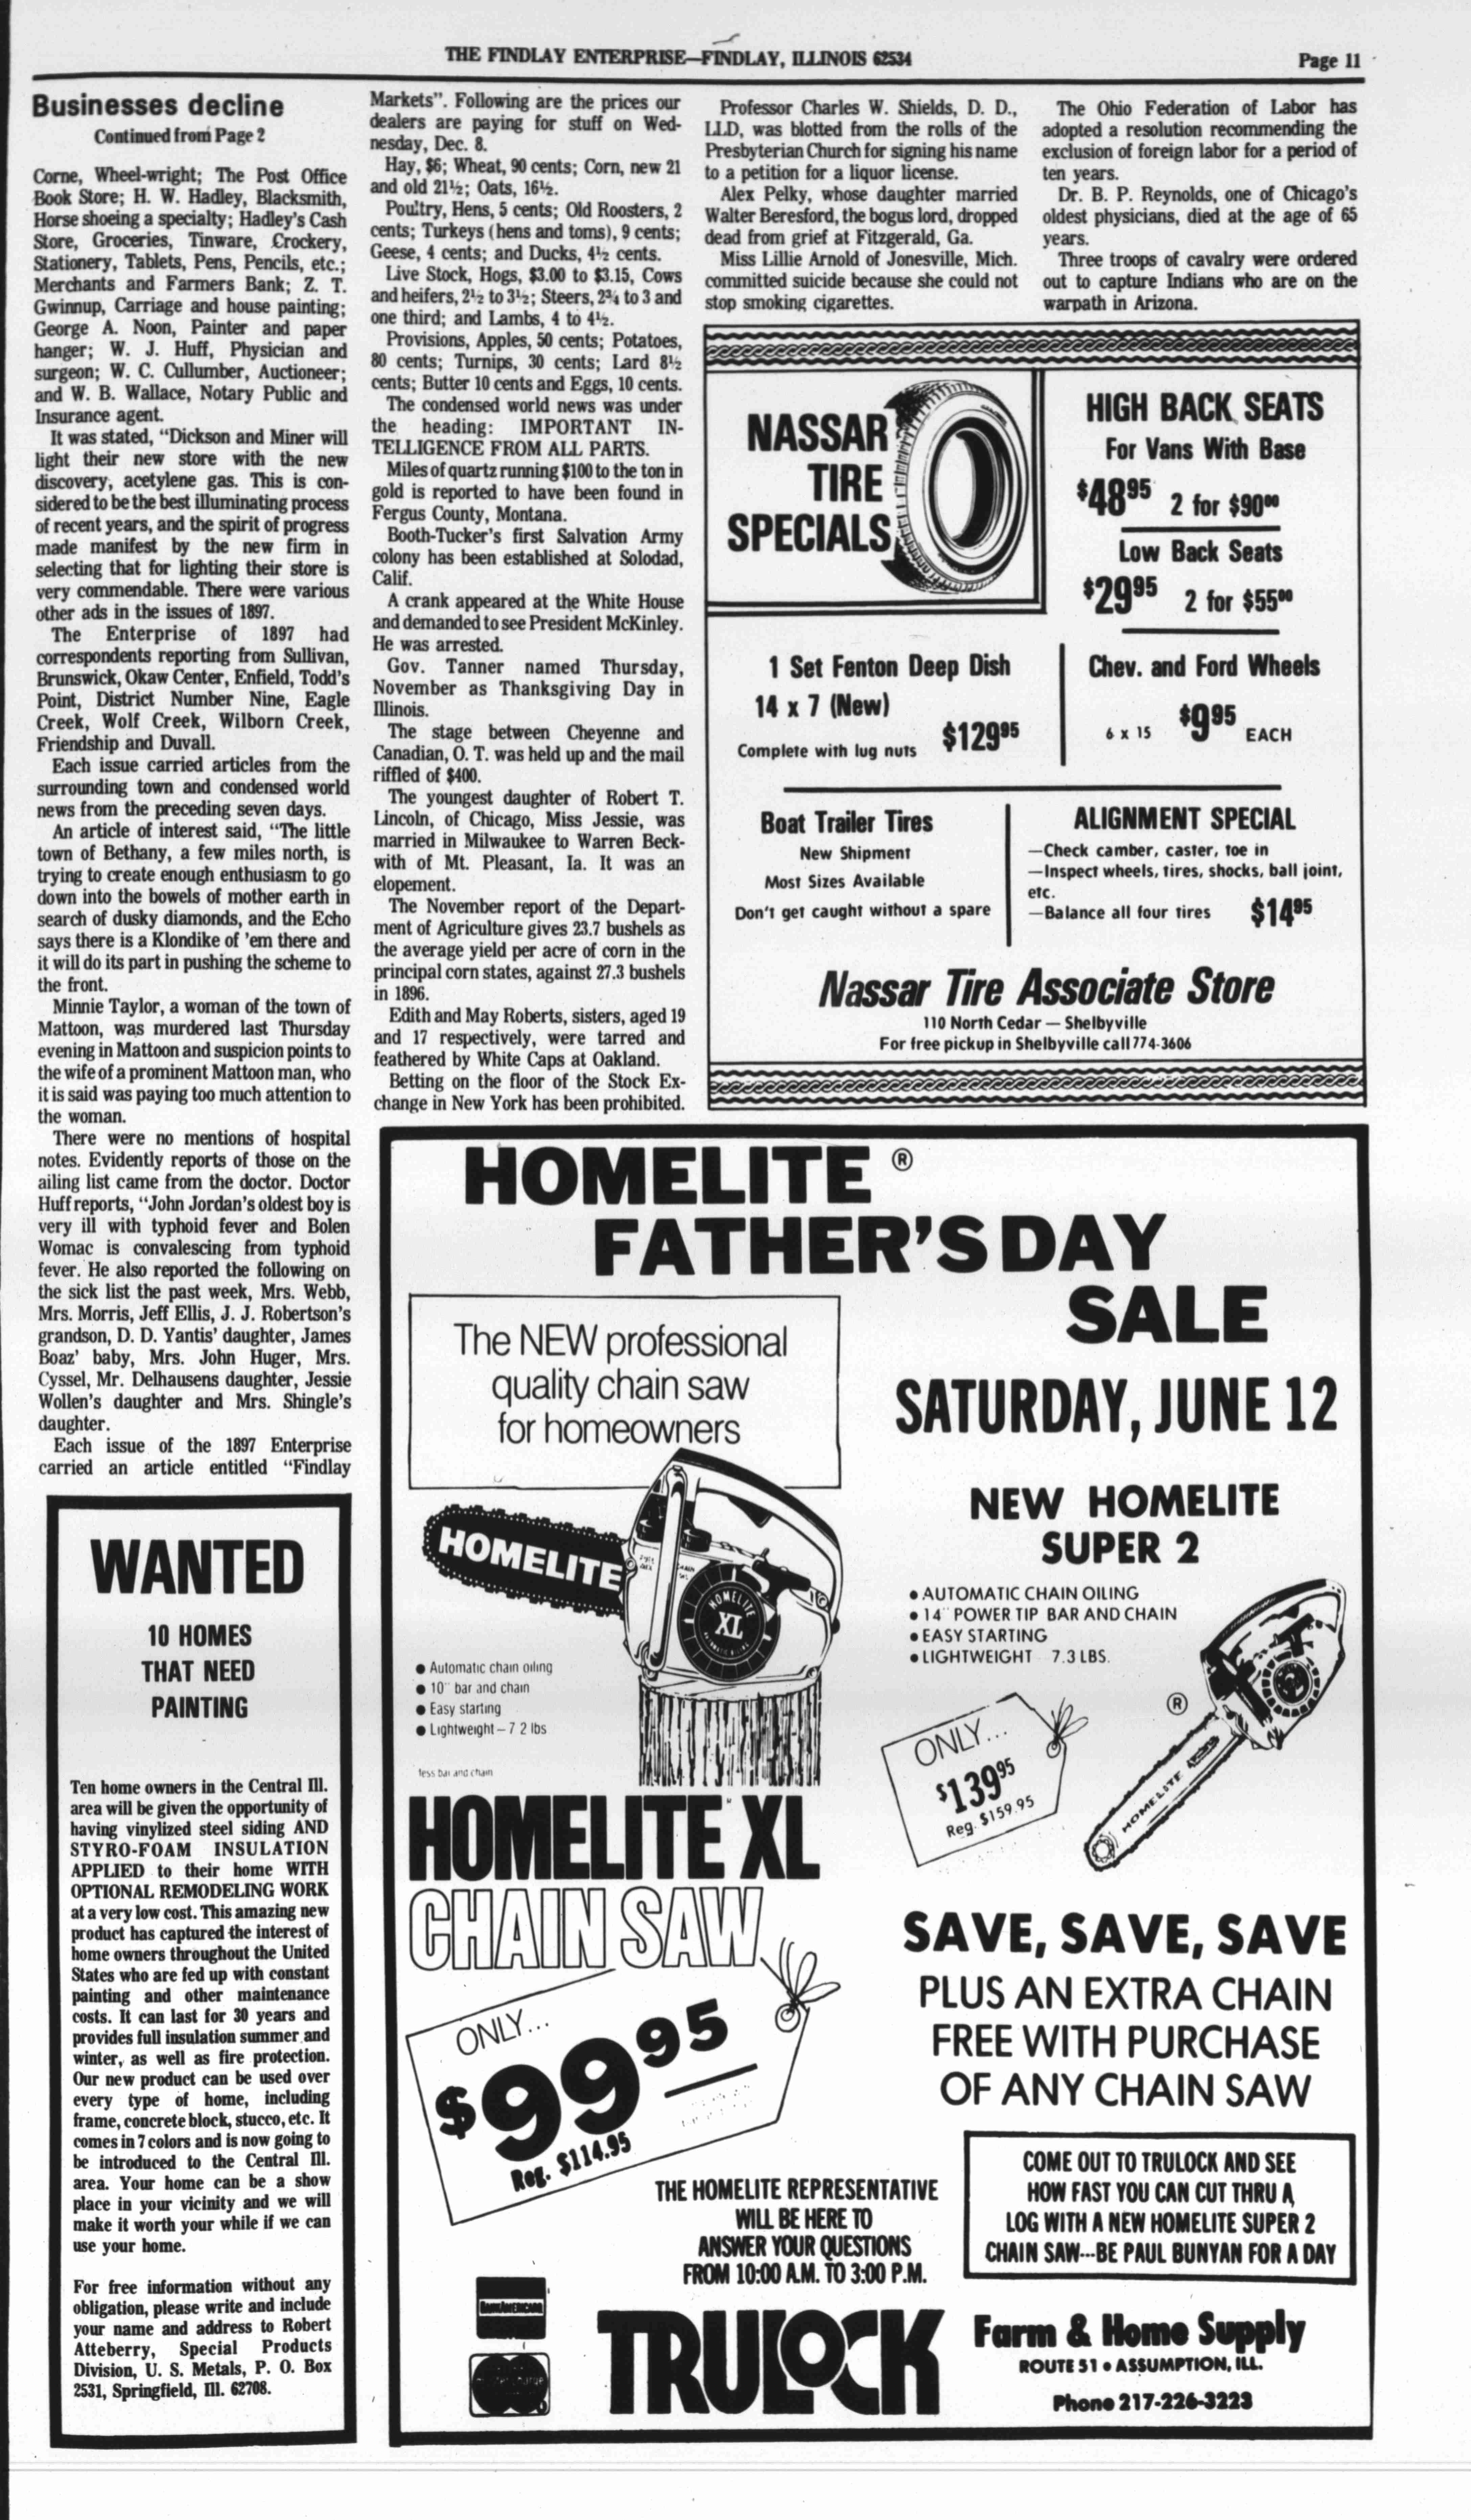 THE FINDLAY ENTERPRISE—FINDLAY, ILLINOIS 62534
Page 11
Businesses decline
Continued from Page 2
Corne, Wheel-wright; The Post Office
Book Store; H. W. Hadley, Blacksmith,
Horse shoeing a specialty; Hadley's Cash
Store, Groceries, Tinware, Crockery,
Stationery, Tablets, Pens, Pencils, etc.;
Merchants and Farmers Bank; Z. T.
Gwinnup, Carriage and house painting;
George A. Noon, Painter and paper
hanger; W. J. Huff, Physician and
surgeon; W. C. Cullumber, Auctioneer;
and W. B. Wallace, Notary Public and
Insurance agent.
It was stated, "Dickson and Miner will
light their new store with the new
discovery, acetylene gas. This is con-
sidered to be the best illuminating process
of recent years, and the spirit of progress
made manifest by the new firm in
selecting that for lighting their store is
very commendable. There were various
other ads in the issues of 1897.
The Enterprise of 1897 had
correspondents reporting from Sullivan,
Brunswick, Okaw Center, Enfield, Todd's
Point, District Number Nine, Eagle
Creek, Wolf Creek, Wilborn Creek,
Friendship and Duvall.
Each issue carried articles from the
surrounding town and condensed world
news from the preceding seven days.
An article of interest said, "The little
town of Bethany, a few miles north, is
trying to create enough enthusiasm to go
down into the bowels of mother earth in
search of dusky diamonds, and the Echo
says there is a Klondike of 'em there and
it will do its part in pushing the scheme to
the front.
Minnie Taylor, a woman of the town of
Mattoon, was murdered last Thursday
evening in Mattoon and suspicion points to
the wife of a prominent Mattoon man, who
it is said was paying too much attention to
the woman.
There were no mentions of hospital
notes. Evidently reports of those on the
ailing list came from the doctor. Doctor
Huff reports, "John Jordan's oldest boy is
very ill with typhoid fever and Bolen
Womac is convalescing from typhoid
fever. He also reported the following on
the sick list the past week, Mrs. Webb,
Mrs. Morris, Jeff Ellis, J. J. Robertson's
grandson, D. D. Yantis' daughter, James
Boaz' baby, Mrs. John Huger, Mrs.
Cyssel, Mr. Delhausens daughter, Jessie
Wollen's daughter and Mrs. Shingle's
daughter.
Each issue of the 1897 Enterprise
carried an article entitled "Findlay
Markets". Following are the prices our
dealers are paying for stuff on Wed-
nesday, Dec. 8.
Hay, $6; Wheat, 90 cents; Corn, new 21
and old 21½; Oats, 16½.
Poultry, Hens, 5 cents; Old Roosters, 2
cents; Turkeys (hens and toms), 9 cents;
Geese, 4 cents; and Ducks, 4½ cents.
Live Stock, Hogs, $3.00 to $3.15, Cows
and heifers, 2½ to 3½; Steers, 2¾ to 3 and
one third; and Lambs, 4 to 4½.
Provisions, Apples, 50 cents; Potatoes,
80 cents; Turnips, 30 cents; Lard 8½
cents; Butter 10 cents and Eggs, 10 cents.
The condensed world news was under
the heading: IMPORTANT IN-
TELLIGENCE FROM ALL PARTS.
Miles of quartz running $100 to the ton in
gold is reported to have been found in
Fergus County, Montana.
Booth-Tucker's first Salvation Army
colony has been established at Solodad,
Calif.
A crank appeared at the White House
and demanded to see President McKinley.
He was arrested.
Gov. Tanner named Thursday,
November as Thanksgiving Day in
Illinois.
The stage between Cheyenne and
Canadian, O. T. was held up and the mail
riffled of $400.
The youngest daughter of Robert T.
Lincoln, of Chicago, Miss Jessie, was
married in Milwaukee to Warren Beck-
with of Mt. Pleasant, Ia. It was an
elopement.
The November report of the Depart-
ment of Agriculture gives 23.7 bushels as
the average yield per acre of corn in the
principal corn states, against 27.3 bushels
in 1896.
Edith and May Roberts, sisters, aged 19
and 17 respectively, were tarred and
feathered by White Caps at Oakland.
Betting on the floor of the Stock Ex-
change in New York has been prohibited.
Professor Charles W. Shields, D. D.,
LLD, was blotted from the rolls of the
Presbyterian Church for signing his name
to a petition for a liquor license.
Alex Pelky, whose daughter married
Walter Beresford, the bogus lord, dropped
dead from grief at Fitzgerald, Ga.
Miss Lillie Arnold of Jonesville, Mich.
committed suicide because she could not
stop smoking cigarettes.
The Ohio Federation of Labor has
adopted a resolution recommending the
exclusion of foreign labor for a period of
ten years.
Dr. B. P. Reynolds, one of Chicago's
oldest physicians, died at the age of 65
years.
Three troops of cavalry were ordered
out to capture Indians who are on the
warpath in Arizona.
NASSAR
TIRE
SPECIALS
HIGH BACK SEATS
For Vans With Base
$48⁹⁵ 2 for $90⁰⁰
Low Back Seats
$29⁹⁵ 2 for $55⁰⁰
1 Set Fenton Deep Dish
14 x 7 (New)
Complete with lug nuts $129⁹⁵
Chev. and Ford Wheels
6 x 15 $9⁹⁵ EACH
Boat Trailer Tires
New Shipment
Most Sizes Available
Don't get caught without a spare
ALIGNMENT SPECIAL
—Check camber, caster, toe in
—Inspect wheels, tires, shocks, ball joint,
etc.
—Balance all four tires $14⁹⁵
Nassar Tire Associate Store
110 North Cedar — Shelbyville
For free pickup in Shelbyville call 774-3606
WANTED
10 HOMES
THAT NEED
PAINTING
Ten home owners in the Central Ill.
area will be given the opportunity of
having vinylized steel siding AND
STYRO-FOAM INSULATION
APPLIED to their home WITH
OPTIONAL REMODELING WORK
at a very low cost. This amazing new
product has captured the interest of
home owners throughout the United
States who are fed up with constant
painting and other maintenance
costs. It can last for 30 years and
provides full insulation summer and
winter, as well as fire protection.
Our new product can be used over
every type of home, including
frame, concrete block, stucco, etc. It
comes in 7 colors and is now going to
be introduced to the Central Ill.
area. Your home can be a show
place in your vicinity and we will
make it worth your while if we can
use your home.
For free information without any
obligation, please write and include
your name and address to Robert
Atteberry, Special Products
Division, U. S. Metals, P. O. Box
2531, Springfield, Ill. 62708.
HOMELITE ®
FATHER'S DAY
SALE
SATURDAY, JUNE 12
The NEW professional
quality chain saw
for homeowners
HOMELITE
HOMELITE
XL
● Automatic chain oiling
● 10" bar and chain
● Easy starting
● Lightweight – 7 2 lbs
less bar and chain
HOMELITE XL
CHAIN SAW
ONLY...
$99⁹⁵
Reg. $114.95
NEW HOMELITE
SUPER 2
● AUTOMATIC CHAIN OILING
● 14" POWER TIP BAR AND CHAIN
● EASY STARTING
● LIGHTWEIGHT 7.3 LBS.
®
ONLY...
$139⁹⁵
Reg. $159.95
HOMELITE
SAVE, SAVE, SAVE
PLUS AN EXTRA CHAIN
FREE WITH PURCHASE
OF ANY CHAIN SAW
THE HOMELITE REPRESENTATIVE
WILL BE HERE TO
ANSWER YOUR QUESTIONS
FROM 10:00 A.M. TO 3:00 P.M.
COME OUT TO TRULOCK AND SEE
HOW FAST YOU CAN CUT THRU A
LOG WITH A NEW HOMELITE SUPER 2
CHAIN SAW---BE PAUL BUNYAN FOR A DAY
BANKAMERICARD
TRULOCK
Farm & Home Supply
ROUTE 51 • ASSUMPTION, ILL.
Phone 217-226-3223